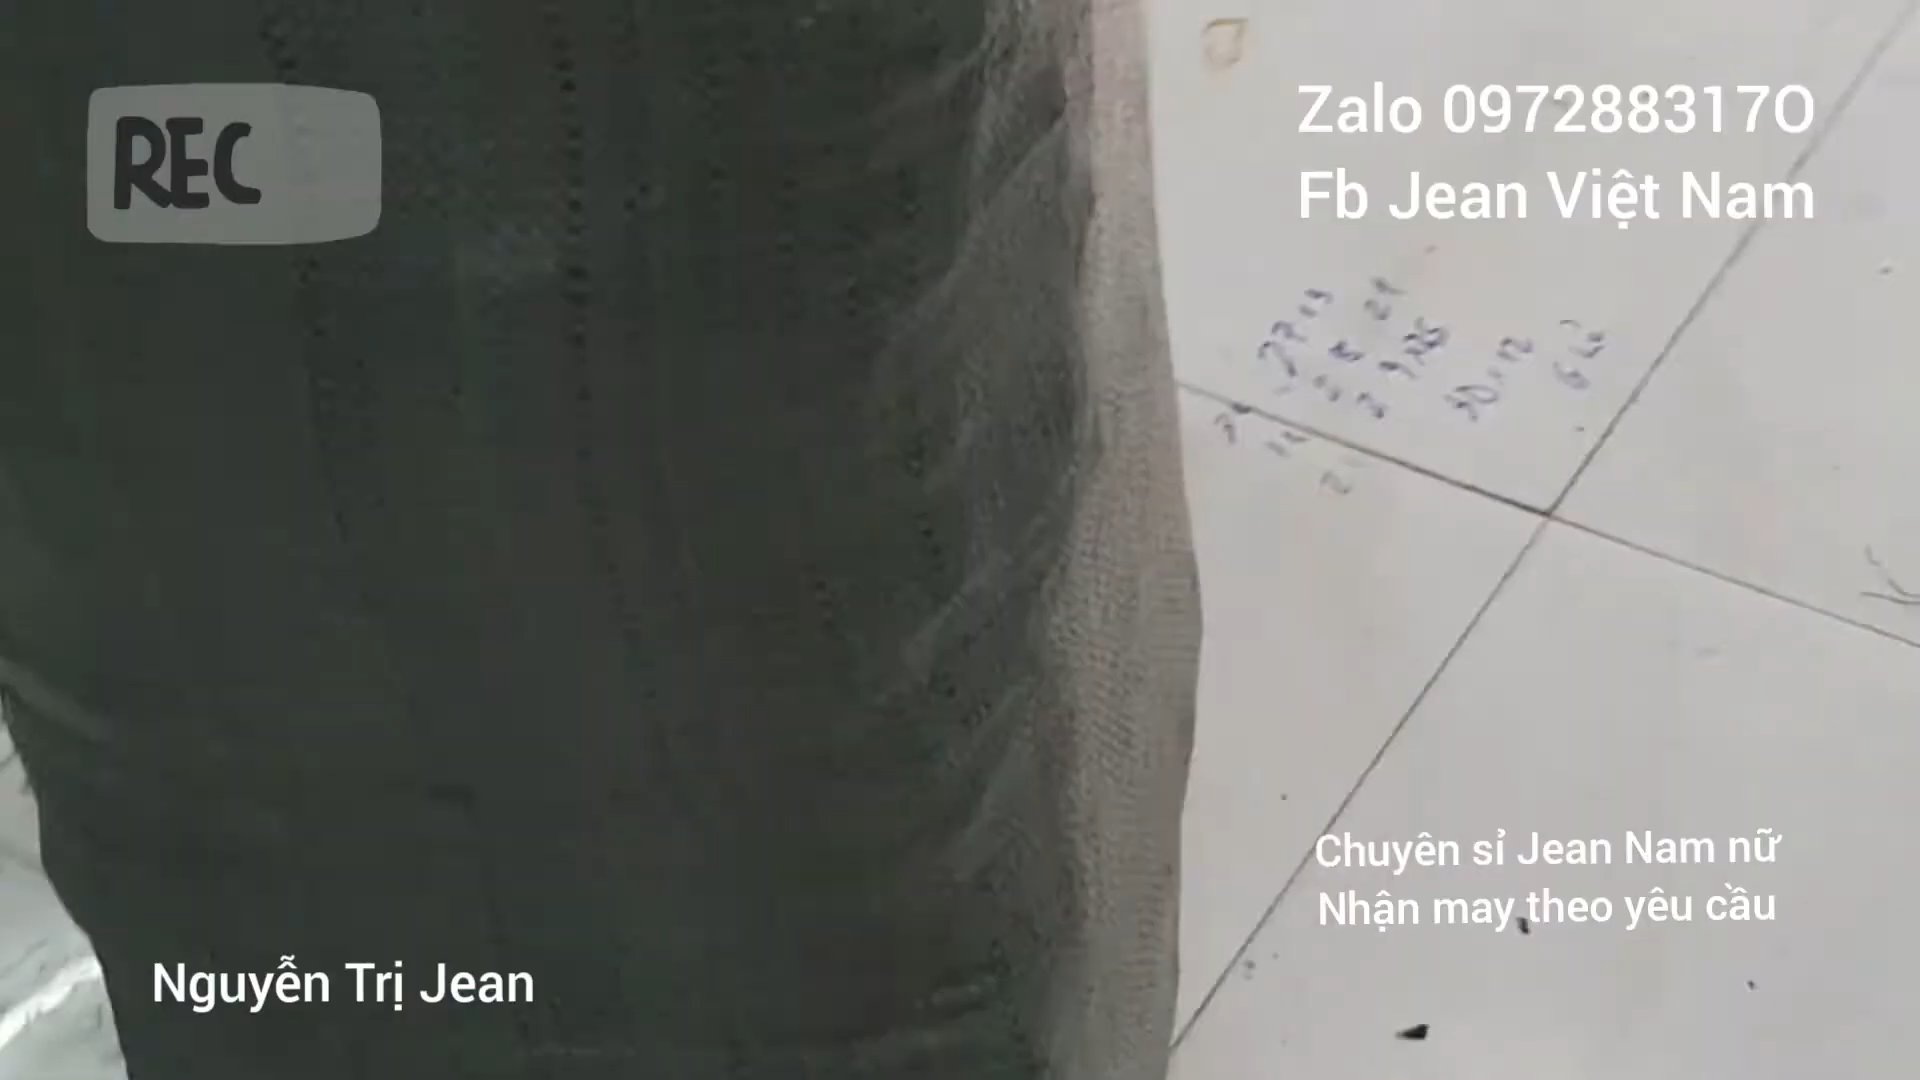 REC
Zalo 097288317O
Fb Jean Việt Nam
Chuyên sỉ Jean Nam nữ
Nhận may theo yêu cầu
Nguyễn Trị Jean